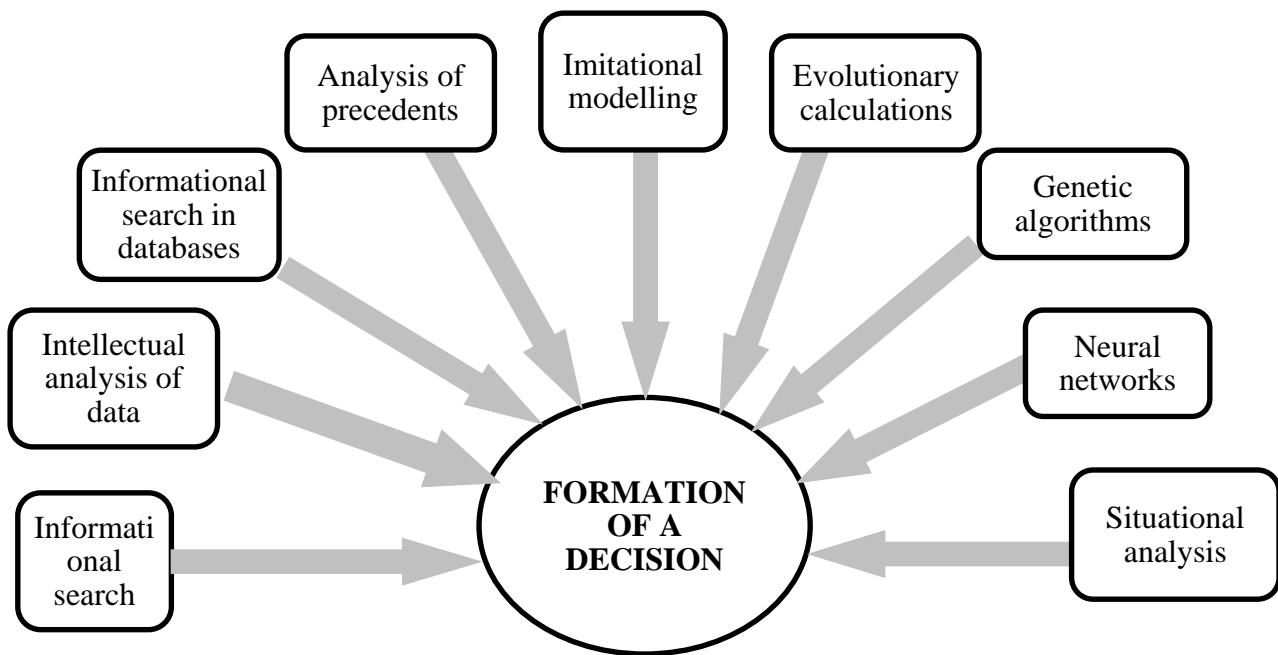 Analysis of
precedents
Imitational
modelling
Evolutionary
calculations
Informational
search in
databases
Genetic
algorithms
Intellectual
analysis of
data
Neural
networks
FORMATION
OF A
DECISION
Informati
onal
search
Situational
analysis